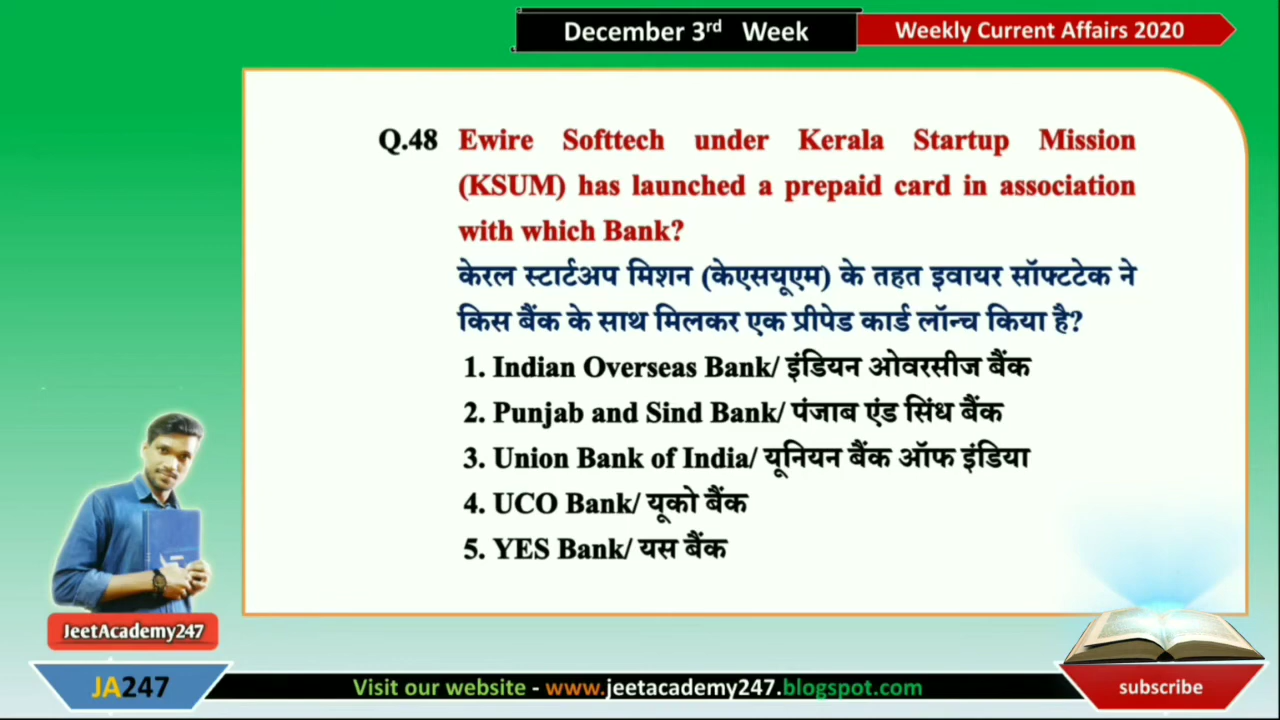 December 3rd Week
Weekly Current Affairs 2020
Q.48 Ewire Softtech under Kerala Startup Mission
(KSUM) has launched a prepaid card in association
with which Bank?
केरल स्टार्टअप मिशन (केएसयूएम) के तहत इवायर सॉफ्टटेक ने
किस बैंक के साथ मिलकर एक प्रीपेड कार्ड लॉन्च किया है?
1. Indian Overseas Bank/ इंडियन ओवरसीज बैंक
2. Punjab and Sind Bank/ पंजाब एंड सिंध बैंक
3. Union Bank of India/ यूनियन बैंक ऑफ इंडिया
4. UCO Bank/ यूको बैंक
5. YES Bank/ यस बैंक
JeetAcademy247
JA247
Visit our website - www.jeetacademy247.blogspot.com
subscribe